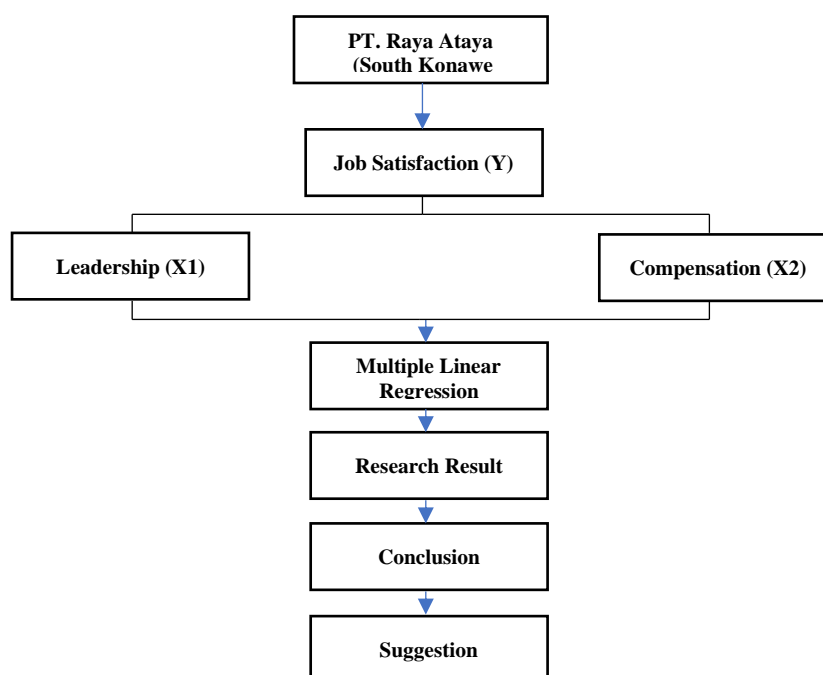 PT. Raya Ataya
(South Konawe
Job Satisfaction (Y)
Leadership (X1)
Compensation (X2)
Multiple Linear
Regression
Research Result
Conclusion
Suggestion